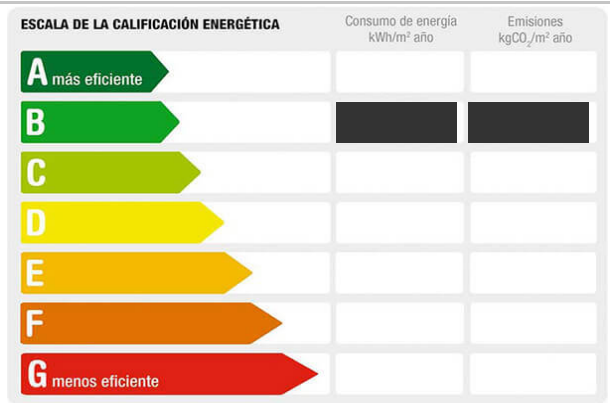 ESCALA DE LA CALIFICACIÓN ENERGÉTICA
Consumo de energía
kWh/m² año
Emisiones
kgCO₂/m² año
A más eficiente
B
C
D
E
F
G menos eficiente